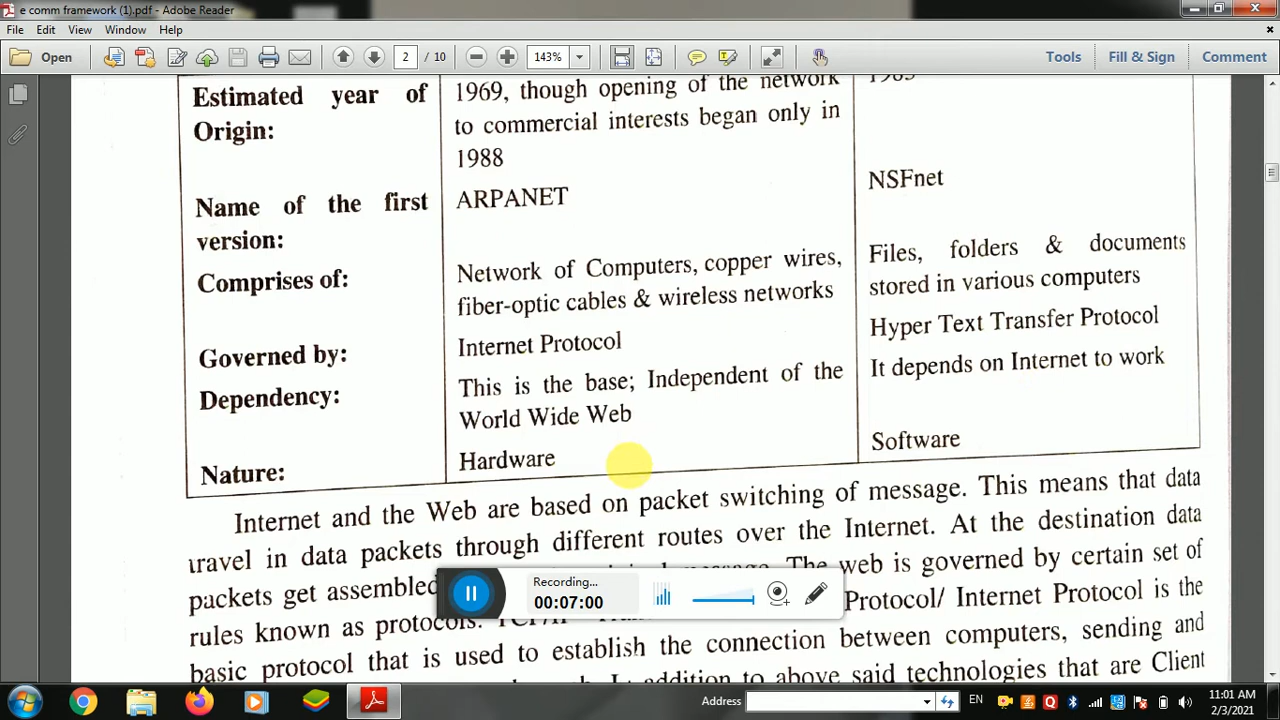 e comm framework (1).pdf - Adobe Reader
File Edit View Window Help
Open 2 / 10 143% Tools Fill & Sign Comment
Estimated year of Origin:
1969, though opening of the network
to commercial interests began only in
1988
Name of the first version:
ARPANET
NSFnet
Comprises of:
Network of Computers, copper wires,
fiber-optic cables & wireless networks
Files, folders & documents
stored in various computers
Governed by:
Internet Protocol
Hyper Text Transfer Protocol
Dependency:
This is the base; Independent of the
World Wide Web
It depends on Internet to work
Nature:
Hardware
Software
Internet and the Web are based on packet switching of message. This means that data
travel in data packets through different routes over the Internet. At the destination data
packets get assembled The web is governed by certain set of
rules known as protocols. Protocol/ Internet Protocol is the
basic protocol that is used to establish the connection between computers, sending and
addition to above said technologies that are Client
Recording...
00:07:00
Address
EN
11:01 AM
2/3/2021